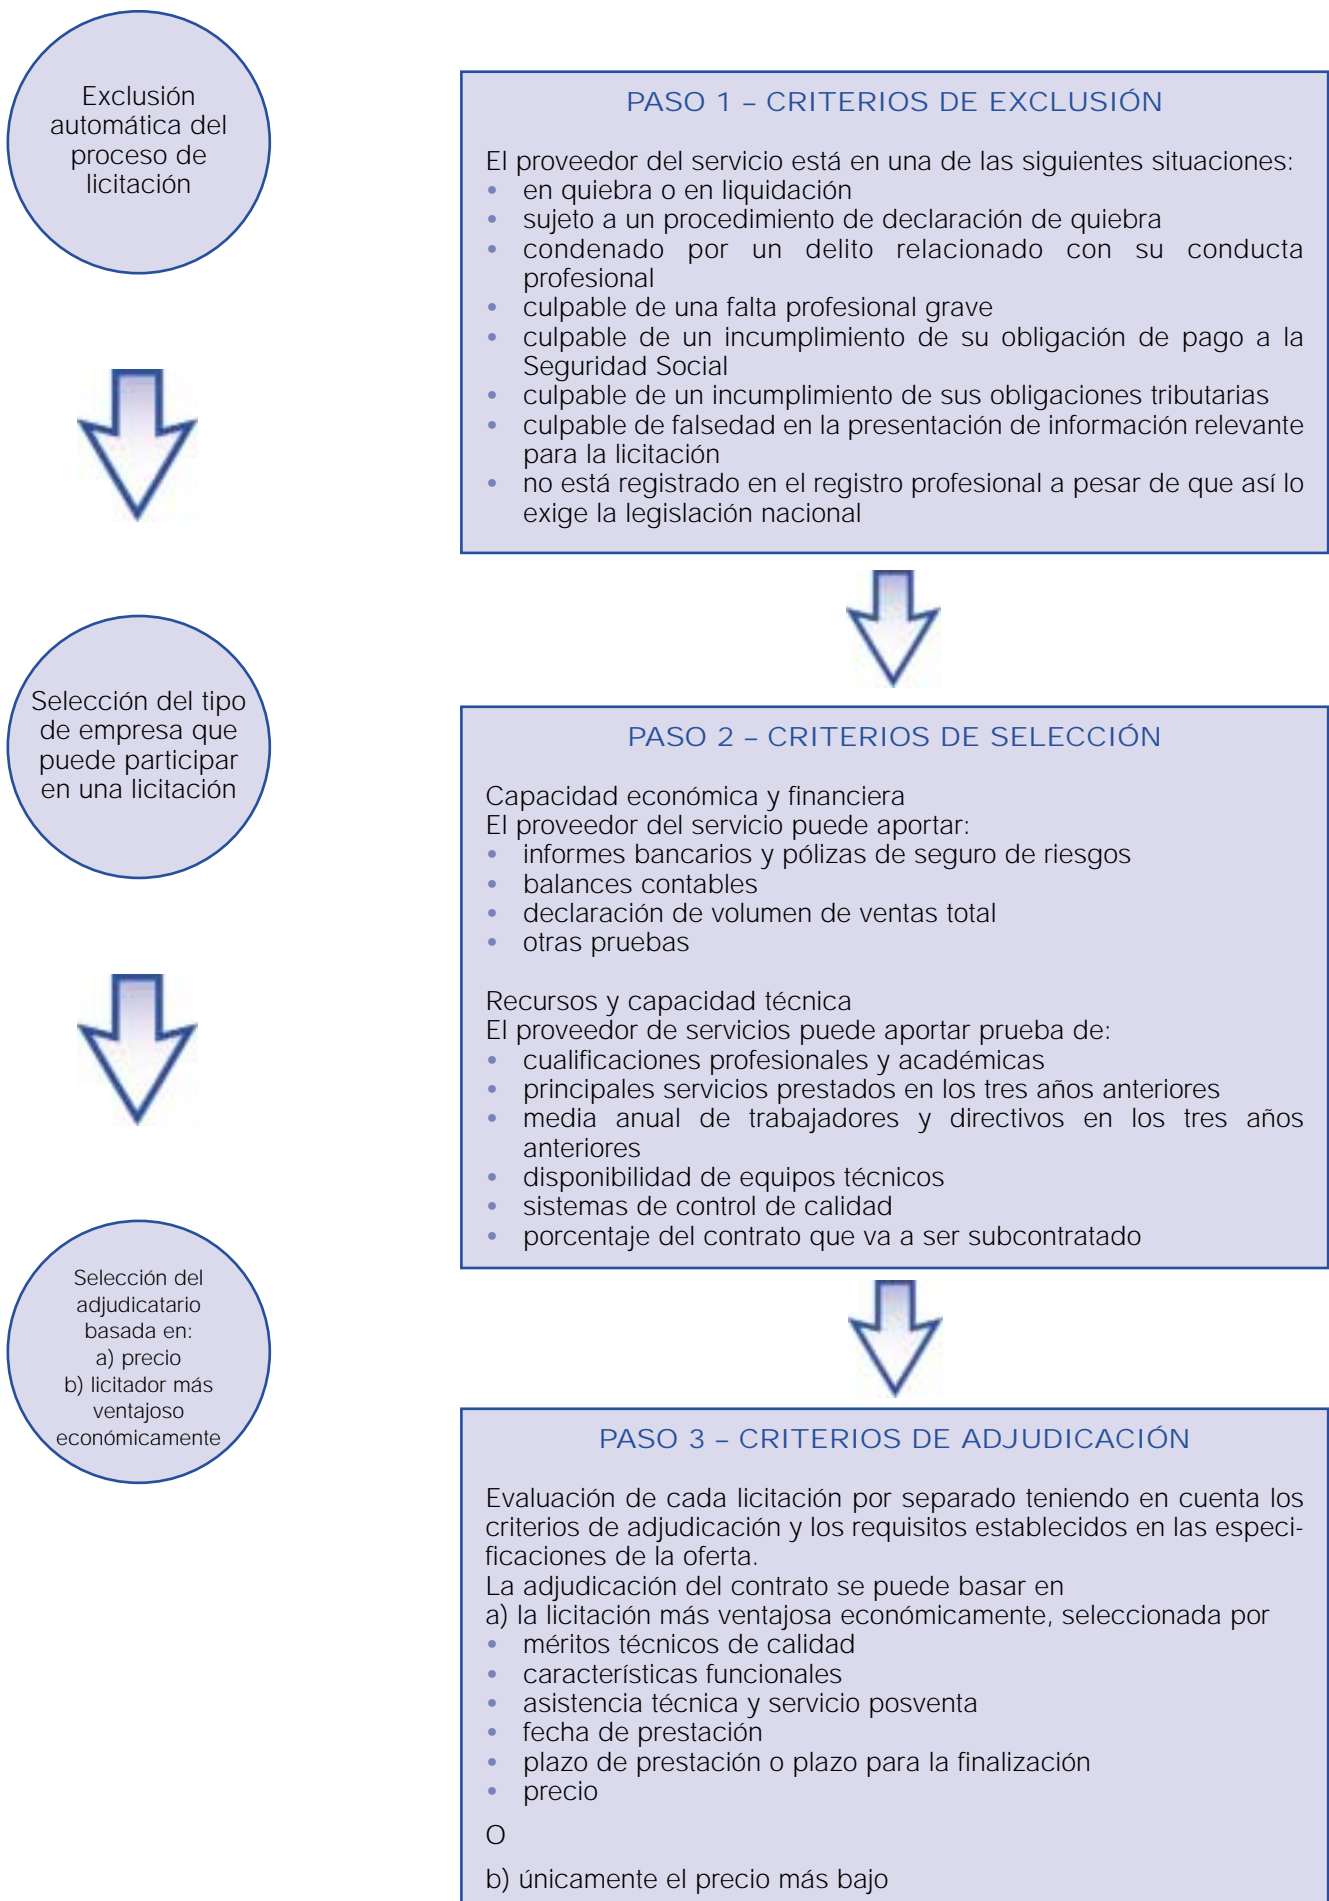 Exclusión
automática del
proceso de
licitación
PASO 1 – CRITERIOS DE EXCLUSIÓN
El proveedor del servicio está en una de las siguientes situaciones:
• en quiebra o en liquidación
• sujeto a un procedimiento de declaración de quiebra
• condenado por un delito relacionado con su conducta
profesional
• culpable de una falta profesional grave
• culpable de un incumplimiento de su obligación de pago a la
Seguridad Social
• culpable de un incumplimiento de sus obligaciones tributarias
• culpable de falsedad en la presentación de información relevante
para la licitación
• no está registrado en el registro profesional a pesar de que así lo
exige la legislación nacional
Selección del tipo
de empresa que
puede participar
en una licitación
PASO 2 – CRITERIOS DE SELECCIÓN
Capacidad económica y financiera
El proveedor del servicio puede aportar:
• informes bancarios y pólizas de seguro de riesgos
• balances contables
• declaración de volumen de ventas total
• otras pruebas
Recursos y capacidad técnica
El proveedor de servicios puede aportar prueba de:
• cualificaciones profesionales y académicas
• principales servicios prestados en los tres años anteriores
• media anual de trabajadores y directivos en los tres años
anteriores
• disponibilidad de equipos técnicos
• sistemas de control de calidad
• porcentaje del contrato que va a ser subcontratado
Selección del
adjudicatario
basada en:
a) precio
b) licitador más
ventajoso
económicamente
PASO 3 – CRITERIOS DE ADJUDICACIÓN
Evaluación de cada licitación por separado teniendo en cuenta los
criterios de adjudicación y los requisitos establecidos en las especi-
ficaciones de la oferta.
La adjudicación del contrato se puede basar en
a) la licitación más ventajosa económicamente, seleccionada por
• méritos técnicos de calidad
• características funcionales
• asistencia técnica y servicio posventa
• fecha de prestación
• plazo de prestación o plazo para la finalización
• precio
O
b) únicamente el precio más bajo